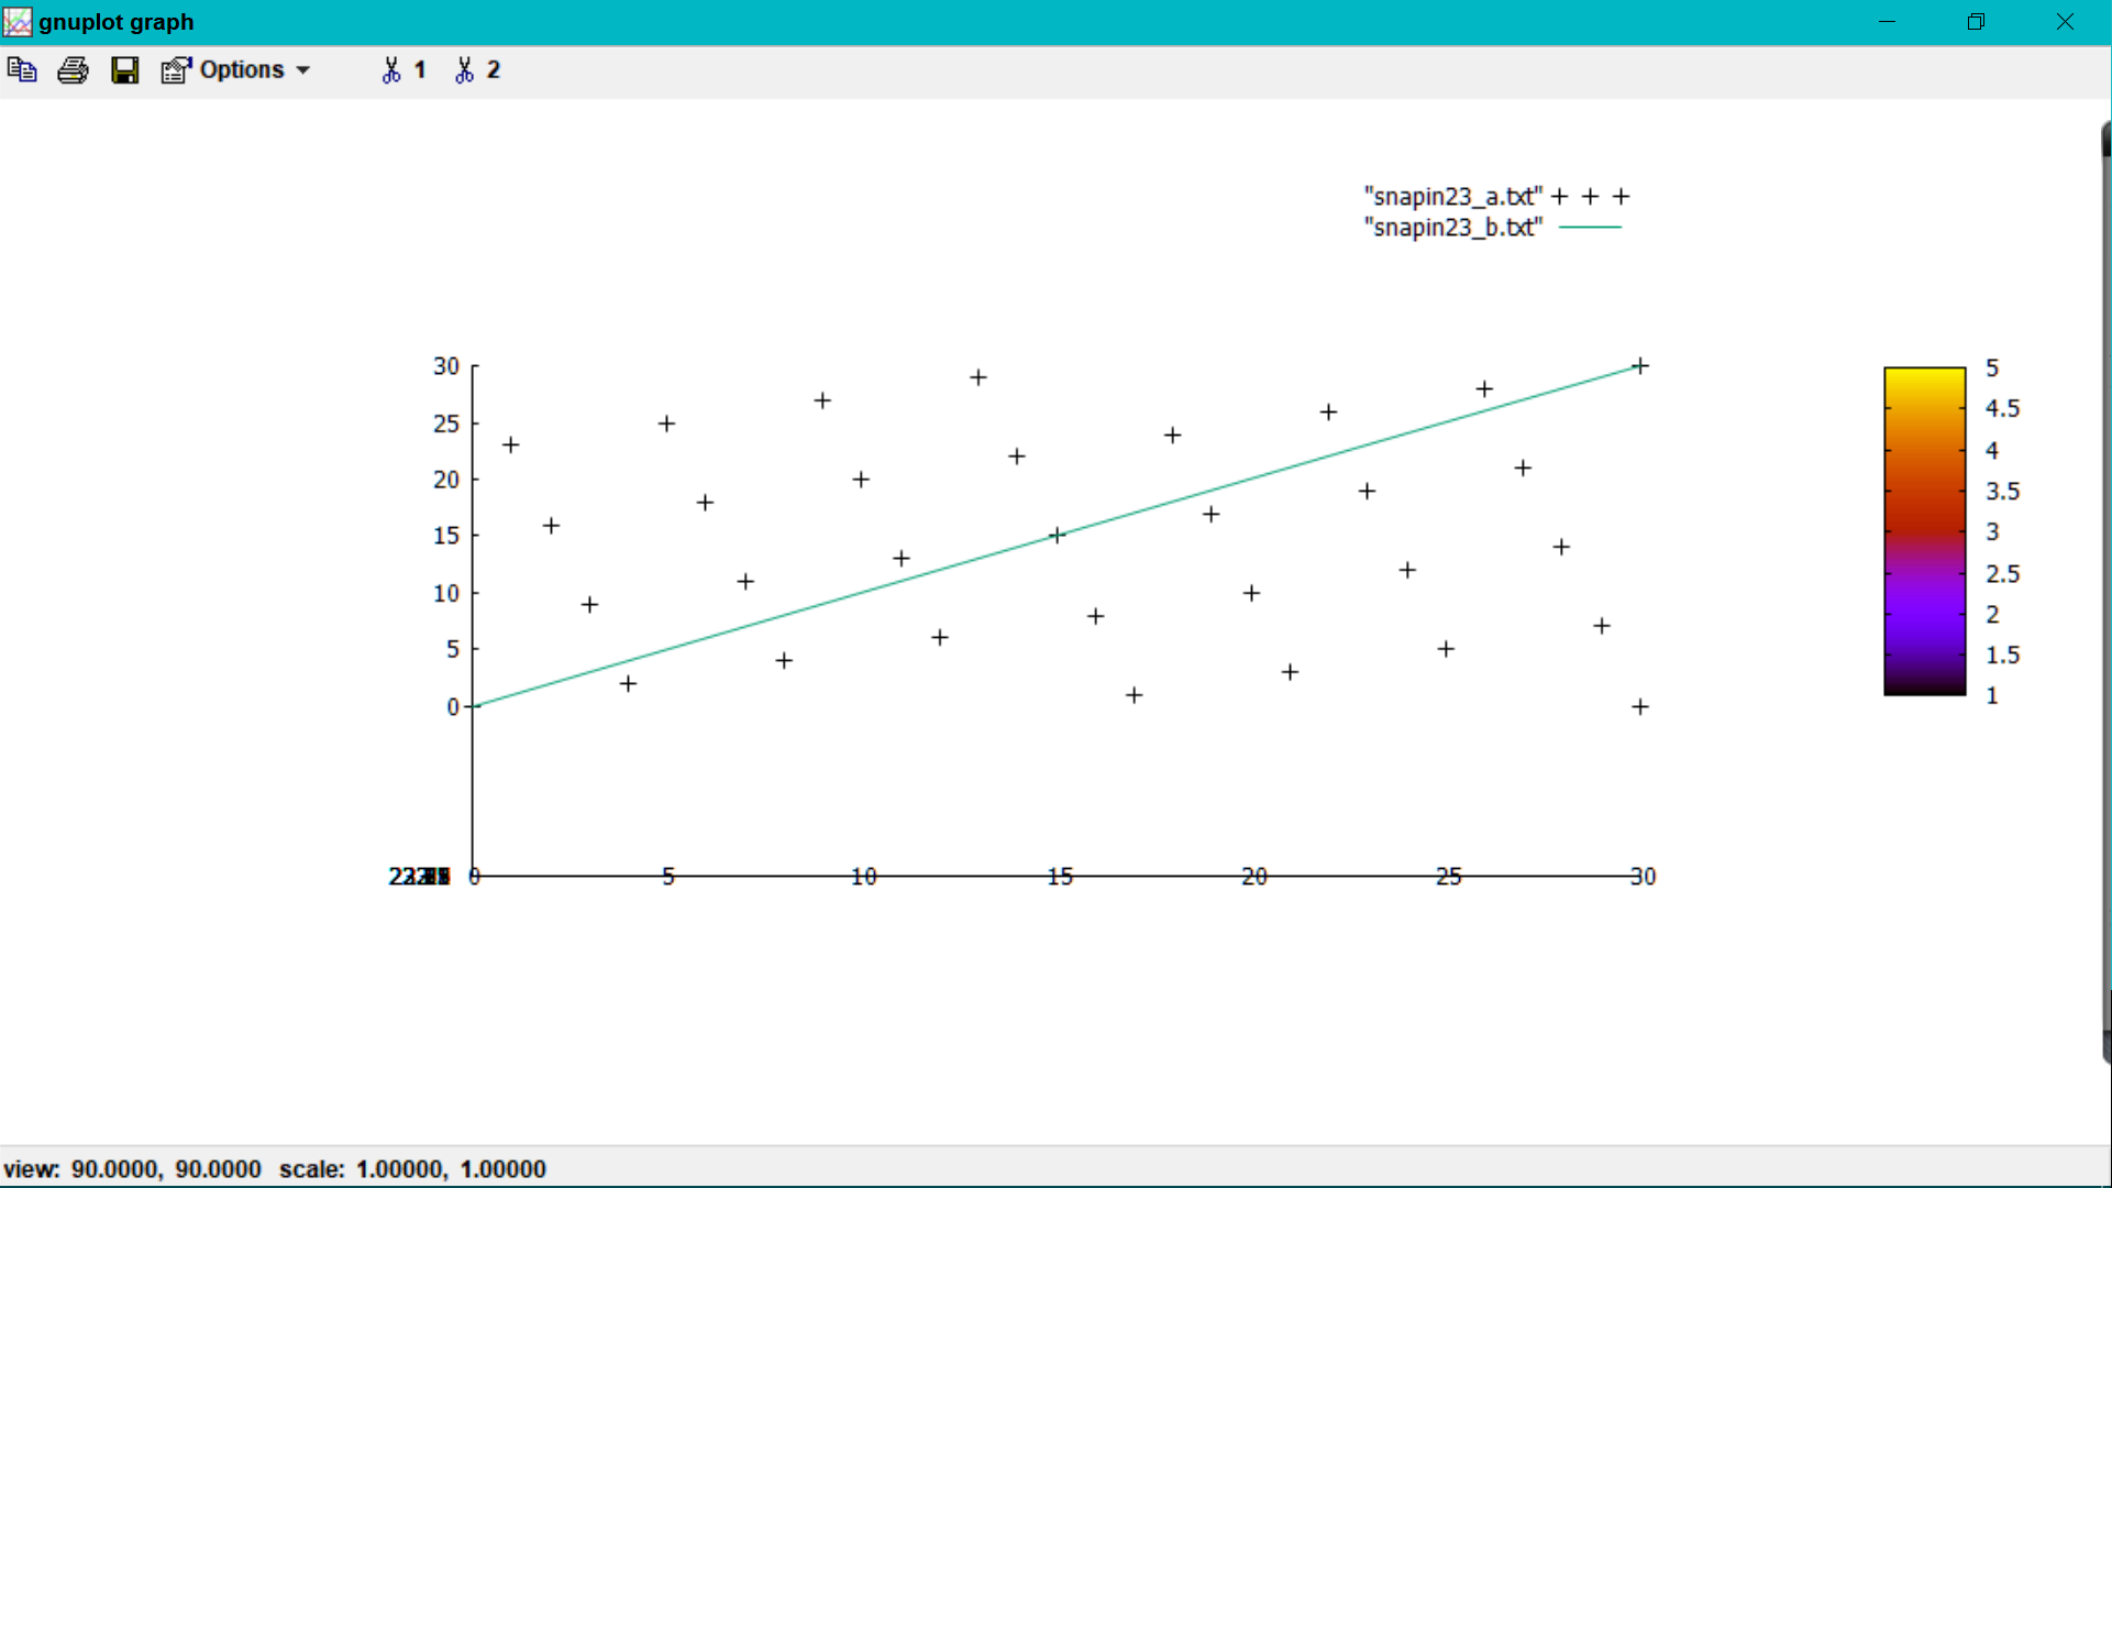 gnuplot graph
Options 1 2
"snapin23_a.txt"
"snapin23_b.txt"
30
25
20
15
10
5
0
0 5 10 15 20 25 30
5
4.5
4
3.5
3
2.5
2
1.5
1
view: 90.0000, 90.0000 scale: 1.00000, 1.00000